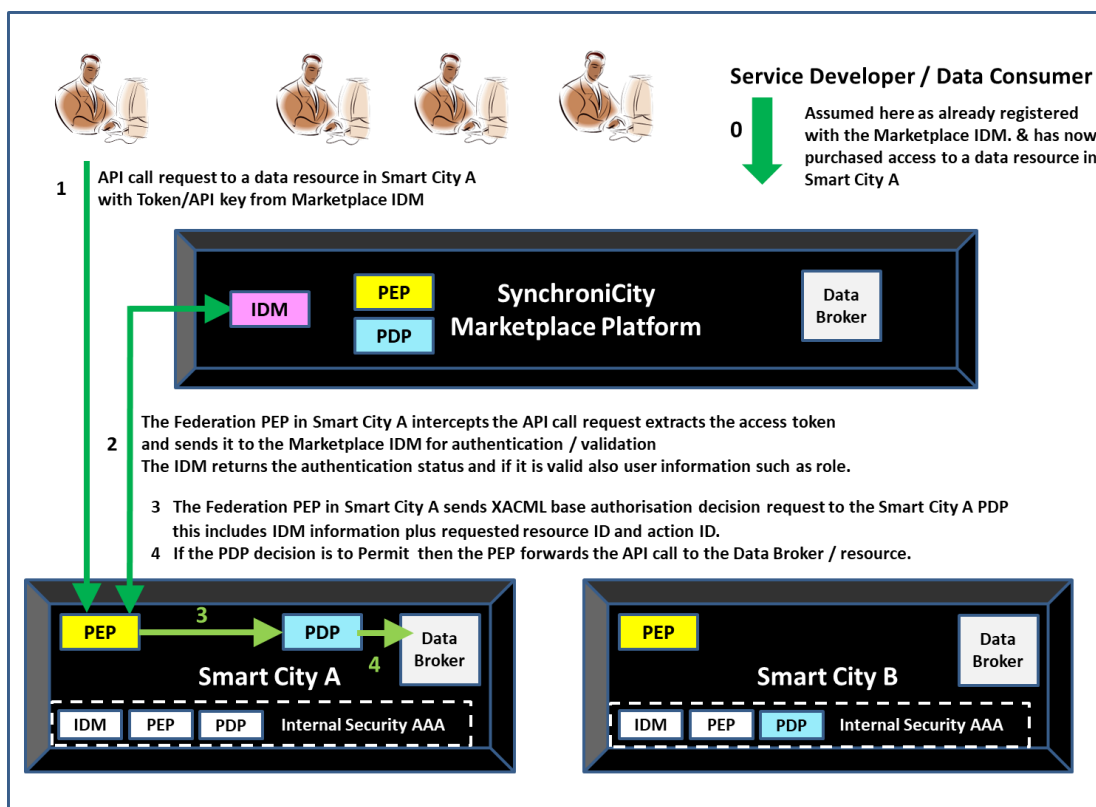 Service Developer / Data Consumer
0
Assumed here as already registered
with the Marketplace IDM. & has now
purchased access to a data resource in
Smart City A
1
API call request to a data resource in Smart City A
with Token/API key from Marketplace IDM
IDM
PEP
PDP
SynchroniCity
Marketplace Platform
Data
Broker
2
The Federation PEP in Smart City A intercepts the API call request extracts the access token
and sends it to the Marketplace IDM for authentication / validation
The IDM returns the authentication status and if it is valid also user information such as role.
3 The Federation PEP in Smart City A sends XACML base authorisation decision request to the Smart City A PDP
this includes IDM information plus requested resource ID and action ID.
4 If the PDP decision is to Permit then the PEP forwards the API call to the Data Broker / resource.
PEP
3
PDP
4
Data
Broker
Smart City A
IDM PEP PDP Internal Security AAA
PEP
Data
Broker
Smart City B
IDM PEP PDP Internal Security AAA